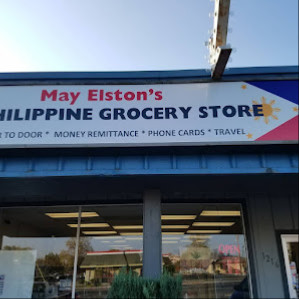 May Elston's
HILIPPINE GROCERY STORE
TO DOOR * MONEY REMITTANCE * PHONE CARDS * TRAVEL